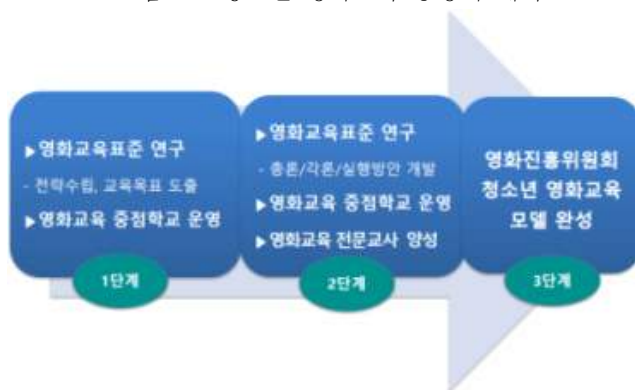 ▶영화교육표준 연구
- 전략수립, 교육목표 도출
▶영화교육 중점학교 운영
1단계
▶영화교육표준 연구
- 총론/각론/실행방안 개발
▶영화교육 중점학교 운영
▶영화교육 전문교사 양성
2단계
영화진흥위원회
청소년 영화교육
모델 완성
3단계